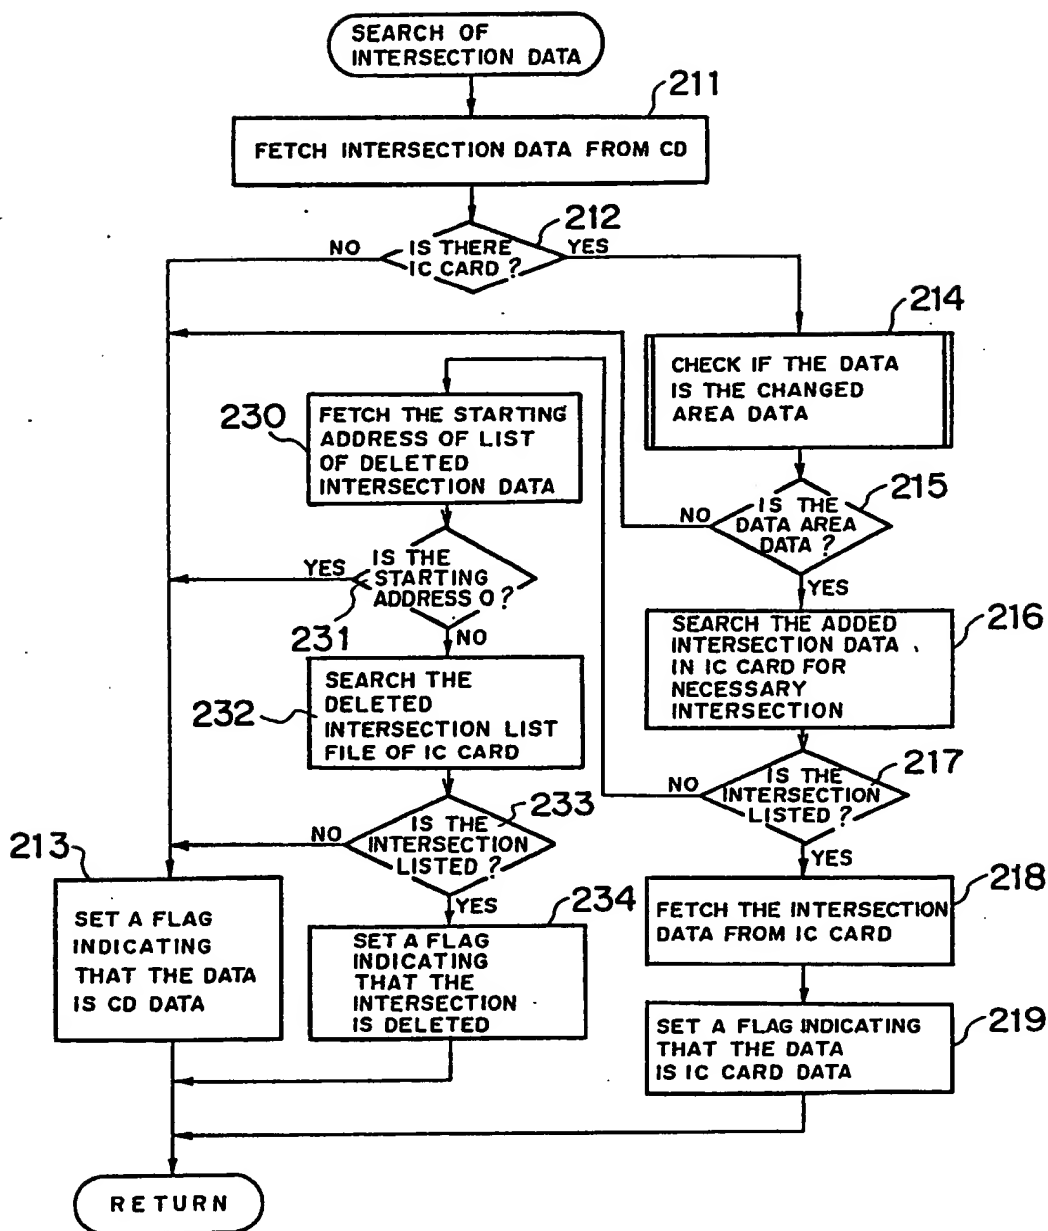 SEARCH OF
INTERSECTION DATA
211
FETCH INTERSECTION DATA FROM CD
212
NO
IS THERE
IC CARD ?
YES
214
CHECK IF THE DATA
IS THE CHANGED
AREA DATA
230
FETCH THE STARTING
ADDRESS OF LIST
OF DELETED
INTERSECTION DATA
215
NO
IS THE
DATA AREA
DATA ?
YES
YES
IS THE
STARTING
ADDRESS 0 ?
231
NO
216
SEARCH THE ADDED
INTERSECTION DATA
IN IC CARD FOR
NECESSARY
INTERSECTION
232
SEARCH THE
DELETED
INTERSECTION LIST
FILE OF IC CARD
217
NO
IS THE
INTERSECTION
LISTED ?
YES
233
NO
IS THE
INTERSECTION
LISTED ?
YES
213
SET A FLAG
INDICATING
THAT THE DATA
IS CD DATA
234
SET A FLAG
INDICATING
THAT THE
INTERSECTION
IS DELETED
218
FETCH THE INTERSECTION
DATA FROM IC CARD
219
SET A FLAG INDICATING
THAT THE DATA
IS IC CARD DATA
RETURN